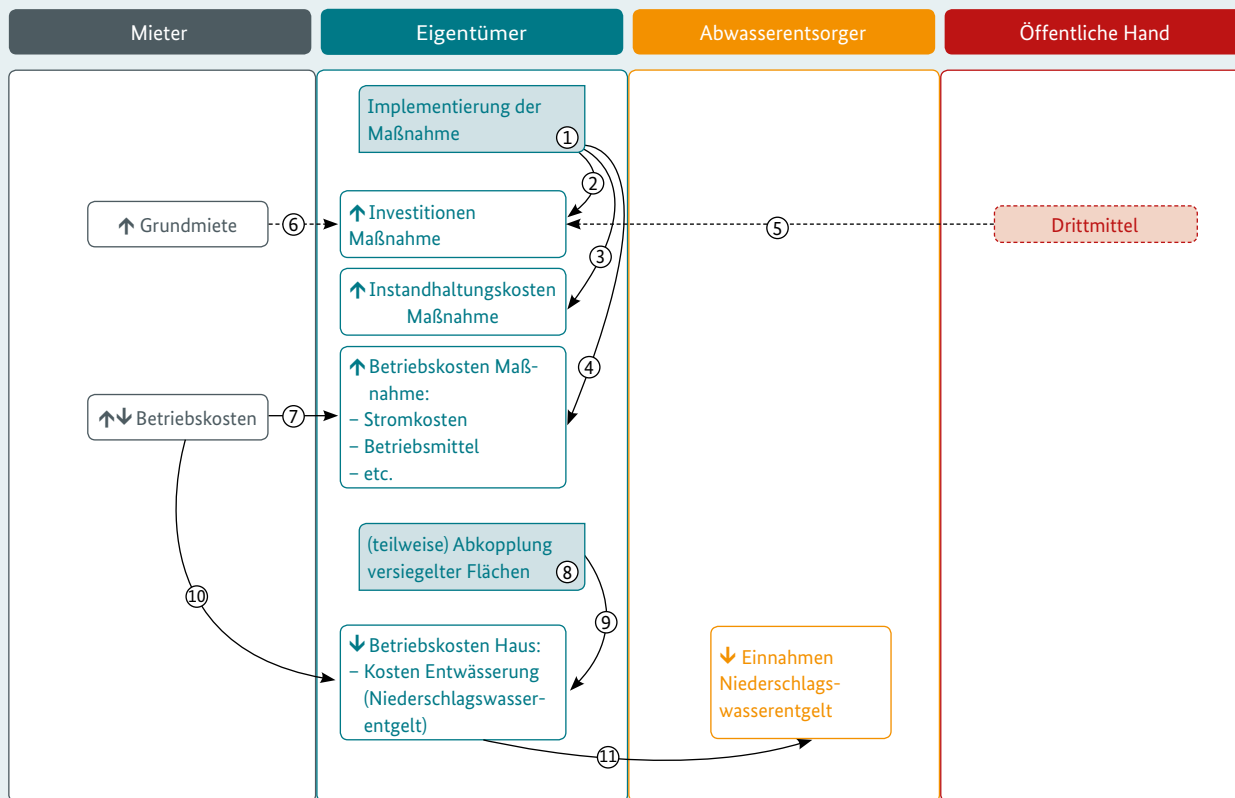 Mieter
Eigentümer
Abwasserentsorger
Öffentliche Hand
Implementierung der
Maßnahme
①
②
↑ Grundmiete
⑥
↑ Investitionen
Maßnahme
⑤
Drittmittel
③
↑ Instandhaltungskosten
Maßnahme
④
↑ Betriebskosten Maß-
nahme:
– Stromkosten
– Betriebsmittel
– etc.
↑↓ Betriebskosten
⑦
(teilweise) Abkopplung
versiegelter Flächen
⑧
⑩
⑨
↓ Betriebskosten Haus:
– Kosten Entwässerung
(Niederschlagswasser-
entgelt)
↓ Einnahmen
Niederschlags-
wasserentgelt
⑪